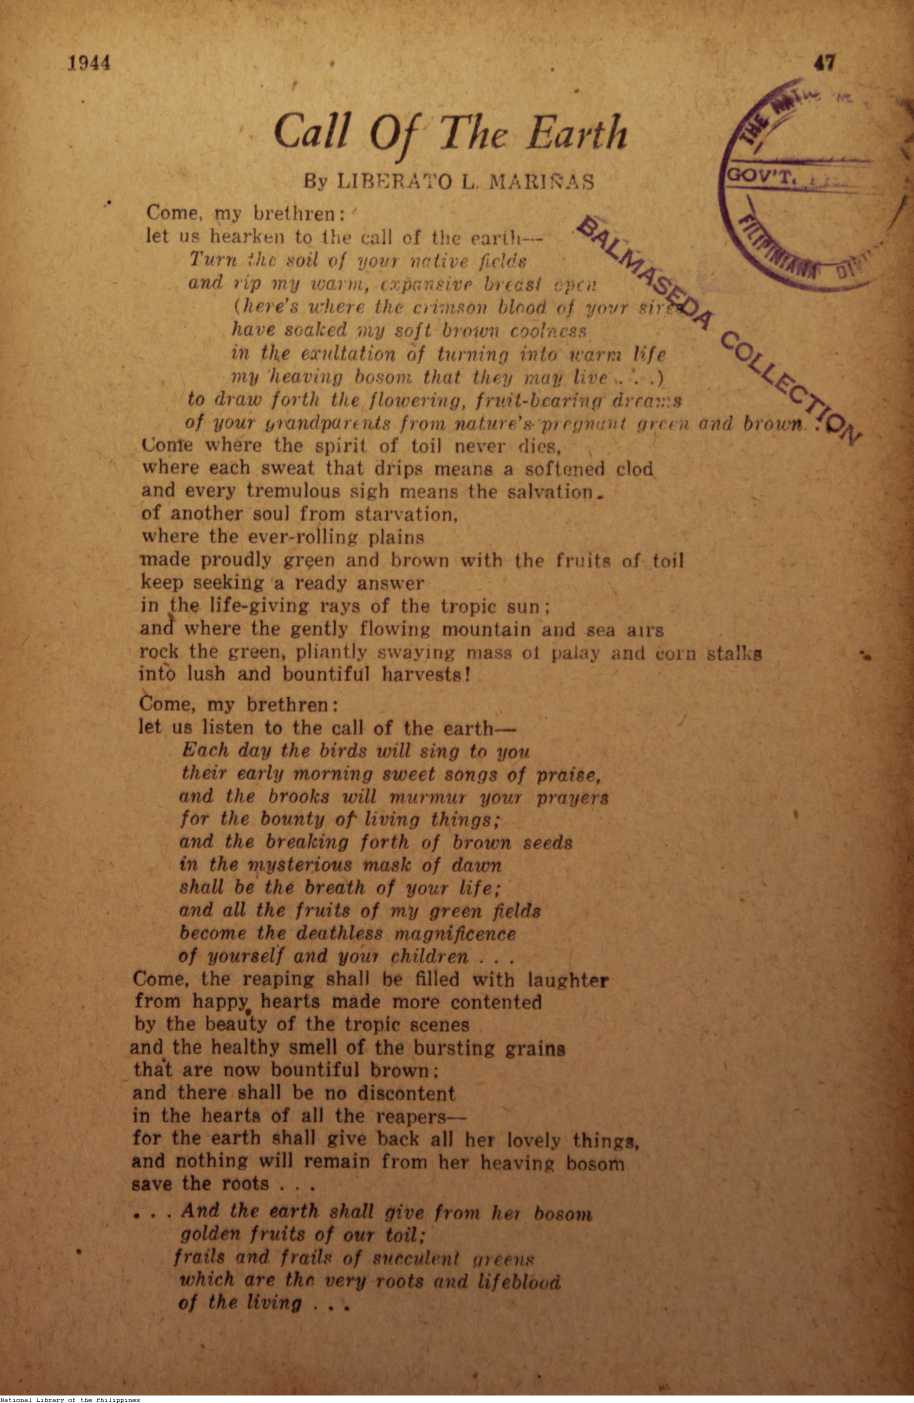 1944
47
Call Of The Earth
By LIBERATO L. MARIÑAS
THE NAT
GOV'T.
FILIPINIANA DIV
BALMASEDA COLLECTION
Come, my brethren:
let us hearken to the call of the earth—
Turn the soil of your native fields
and rip my warm, expansive breast open
(here's where the crimson blood of your sires
have soaked my soft brown coolness
in the exultation of turning into warm life
my heaving bosom that they may live . . .)
to draw forth the flowering, fruit-bearing dreams
of your grandparents from nature's pregnant green and brown.
Come where the spirit of toil never dies,
where each sweat that drips means a softened clod
and every tremulous sigh means the salvation
of another soul from starvation,
where the ever-rolling plains
made proudly green and brown with the fruits of toil
keep seeking a ready answer
in the life-giving rays of the tropic sun;
and where the gently flowing mountain and sea airs
rock the green, pliantly swaying mass of palay and corn stalks
into lush and bountiful harvests!
Come, my brethren:
let us listen to the call of the earth—
Each day the birds will sing to you
their early morning sweet songs of praise,
and the brooks will murmur your prayers
for the bounty of living things;
and the breaking forth of brown seeds
in the mysterious mask of dawn
shall be the breath of your life;
and all the fruits of my green fields
become the deathless magnificence
of yourself and your children . . .
Come, the reaping shall be filled with laughter
from happy hearts made more contented
by the beauty of the tropic scenes
and the healthy smell of the bursting grains
that are now bountiful brown;
and there shall be no discontent
in the hearts of all the reapers—
for the earth shall give back all her lovely things,
and nothing will remain from her heaving bosom
save the roots . . .
. . . And the earth shall give from her bosom
golden fruits of our toil;
frails and frails of succulent greens
which are the very roots and lifeblood
of the living . . .
National Library of the Philippines